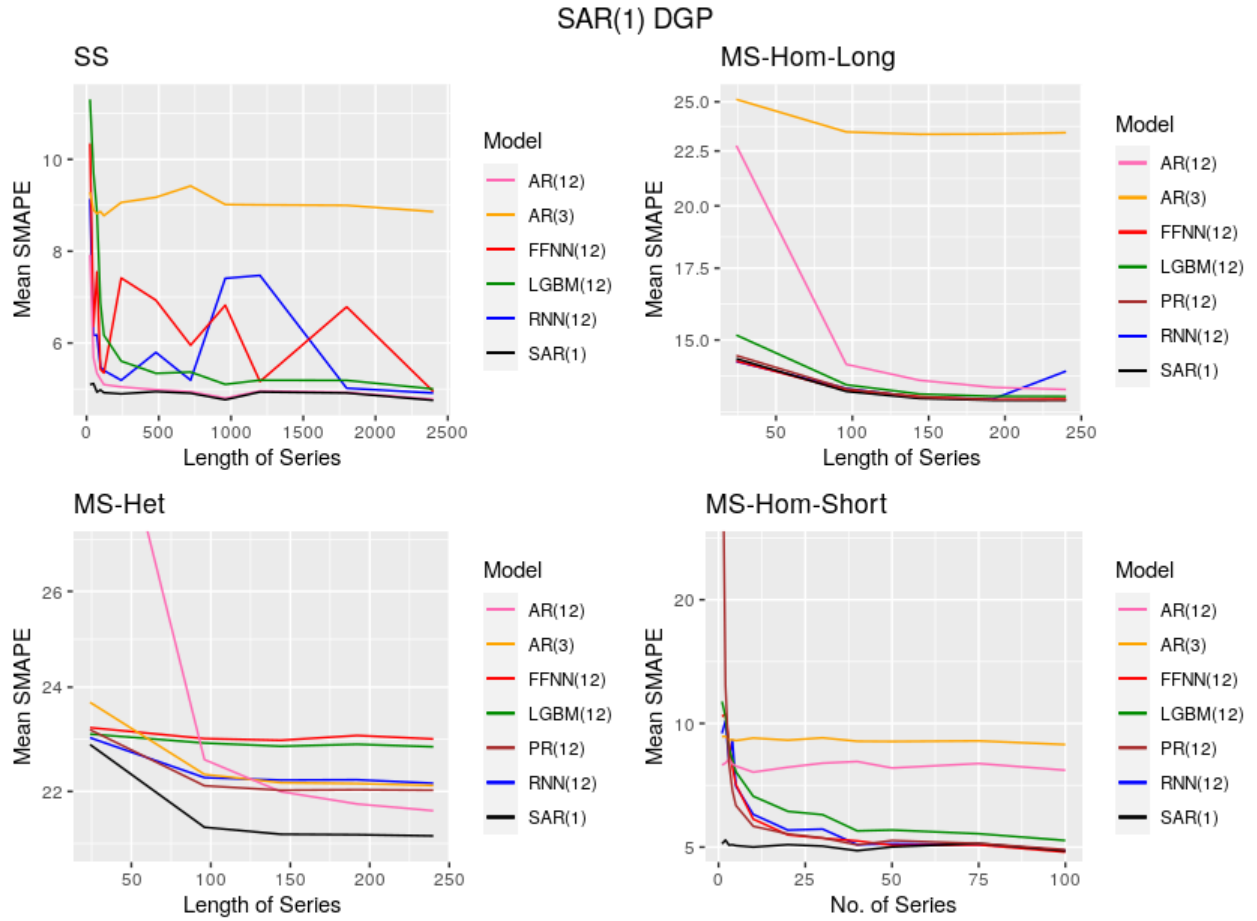 SAR(1) DGP
SS
Mean SMAPE
10
8
6
0
500
1000
1500
2000
2500
Length of Series
Model
AR(12)
AR(3)
FFNN(12)
LGBM(12)
RNN(12)
SAR(1)
MS-Hom-Long
Mean SMAPE
25.0
22.5
20.0
17.5
15.0
50
100
150
200
250
Length of Series
Model
AR(12)
AR(3)
FFNN(12)
LGBM(12)
PR(12)
RNN(12)
SAR(1)
MS-Het
Mean SMAPE
26
24
22
50
100
150
200
250
Length of Series
Model
AR(12)
AR(3)
FFNN(12)
LGBM(12)
PR(12)
RNN(12)
SAR(1)
MS-Hom-Short
Mean SMAPE
20
10
5
0
25
50
75
100
No. of Series
Model
AR(12)
AR(3)
FFNN(12)
LGBM(12)
PR(12)
RNN(12)
SAR(1)